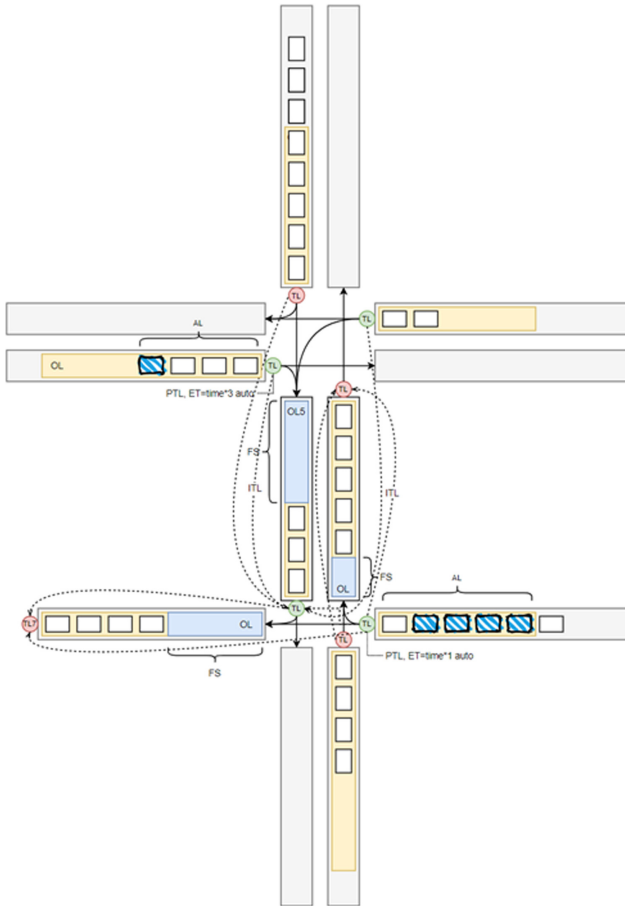 TL
AL
TL
OL
TL
PTL, ET=time*3 auto
TL
OL5
FS
ITL
ITL
FS
OL
AL
TL
TL7
OL
TL
TL
PTL, ET=time*1 auto
FS